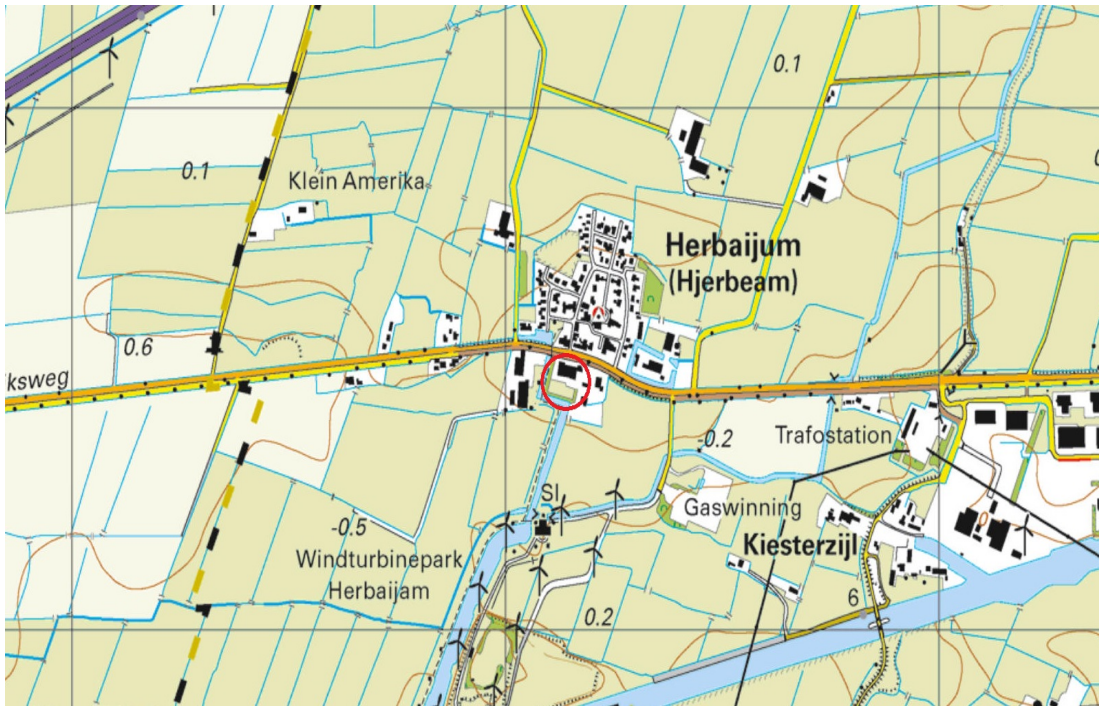 0.1
0.1
Klein Amerika
Herbaijum
(Hjerbeam)
0.6
ksweg
-0.2
Trafostation
SI
Gaswinning
-0.5
Kiesterzijl
Windturbinepark
Herbaijam
6
0.2